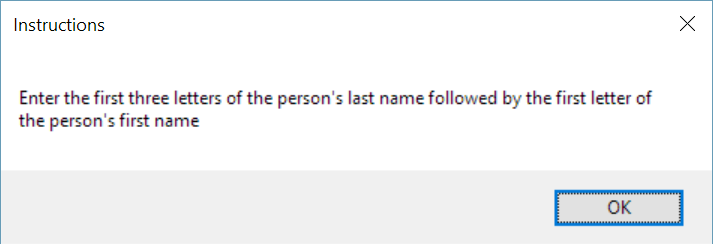 Instructions
Enter the first three letters of the person's last name followed by the first letter of
the person's first name
OK